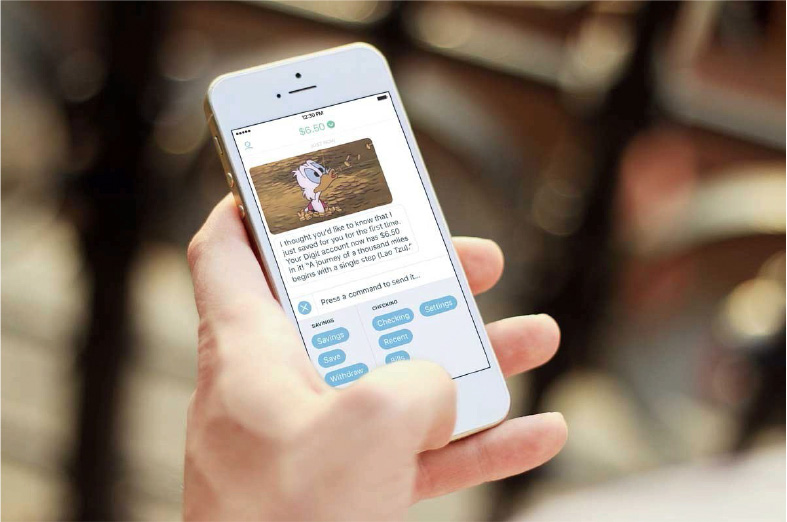 12:30 PM
$6.50
I thought you'd like to know that I
just saved for you for the first time.
Your Digit account now has $6.50
in it! "A journey of a thousand miles
begins with a single step (Lao Tzu)."
Press a command to send it...
SAVINGS
CHECKING
Savings
Checking
Settings
Save
Recent
Withdraw
Bills